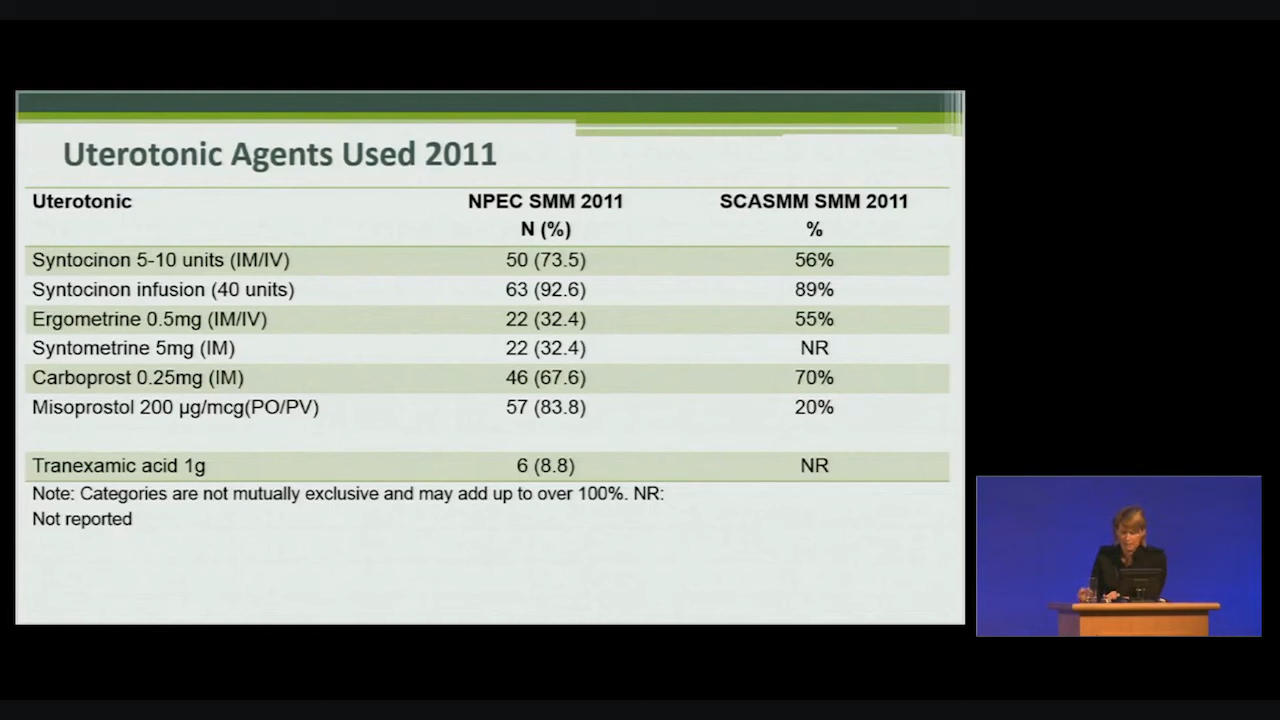 Uterotonic Agents Used 2011
Uterotonic NPEC SMM 2011 SCASMM SMM 2011
N (%) %
Syntocinon 5-10 units (IM/IV) 50 (73.5) 56%
Syntocinon infusion (40 units) 63 (92.6) 89%
Ergometrine 0.5mg (IM/IV) 22 (32.4) 55%
Syntometrine 5mg (IM) 22 (32.4) NR
Carboprost 0.25mg (IM) 46 (67.6) 70%
Misoprostol 200 µg/mcg(PO/PV) 57 (83.8) 20%
Tranexamic acid 1g 6 (8.8) NR
Note: Categories are not mutually exclusive and may add up to over 100%. NR:
Not reported